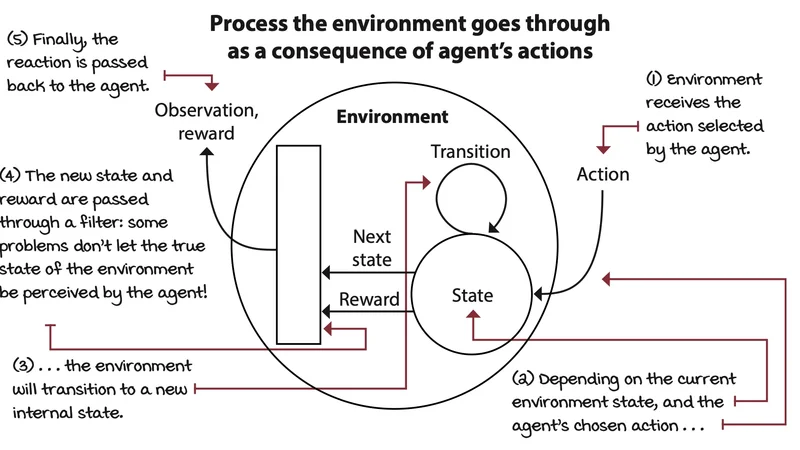 Process the environment goes through
as a consequence of agent's actions
(5) Finally, the
reaction is passed
back to the agent.
(1) Environment
receives the
action selected
by the agent.
Observation,
reward
Environment
Transition
Action
(4) The new state and
reward are passed
through a filter: some
problems don't let the true
state of the environment
be perceived by the agent!
Next
state
Reward
State
(3) . . . the environment
will transition to a new
internal state.
(2) Depending on the current
environment state, and the
agent's chosen action . . .